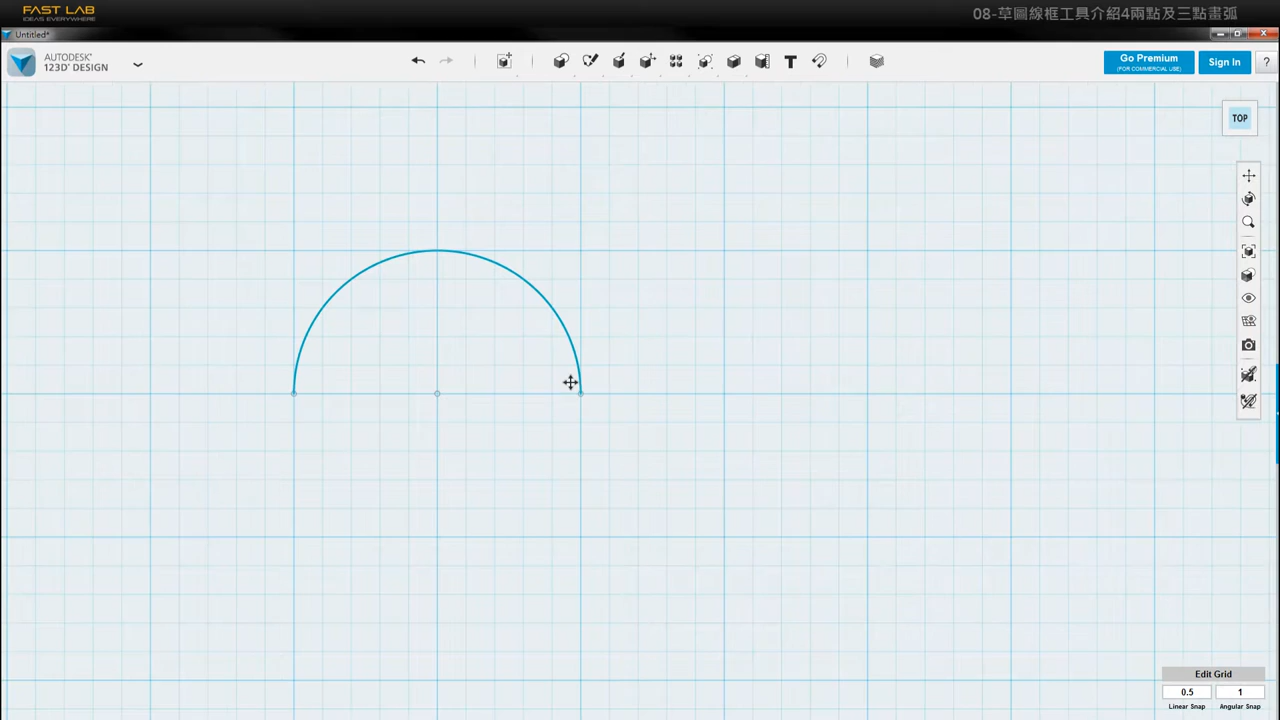 FAST LAB
IDEAS EVERYWHERE
08-草圖線框工具介紹4兩點及三點畫弧
Untitled*
AUTODESK®
123D® DESIGN
Go Premium
(FOR COMMERCIAL USE)
Sign In
?
TOP
Edit Grid
0.5
1
Linear Snap
Angular Snap